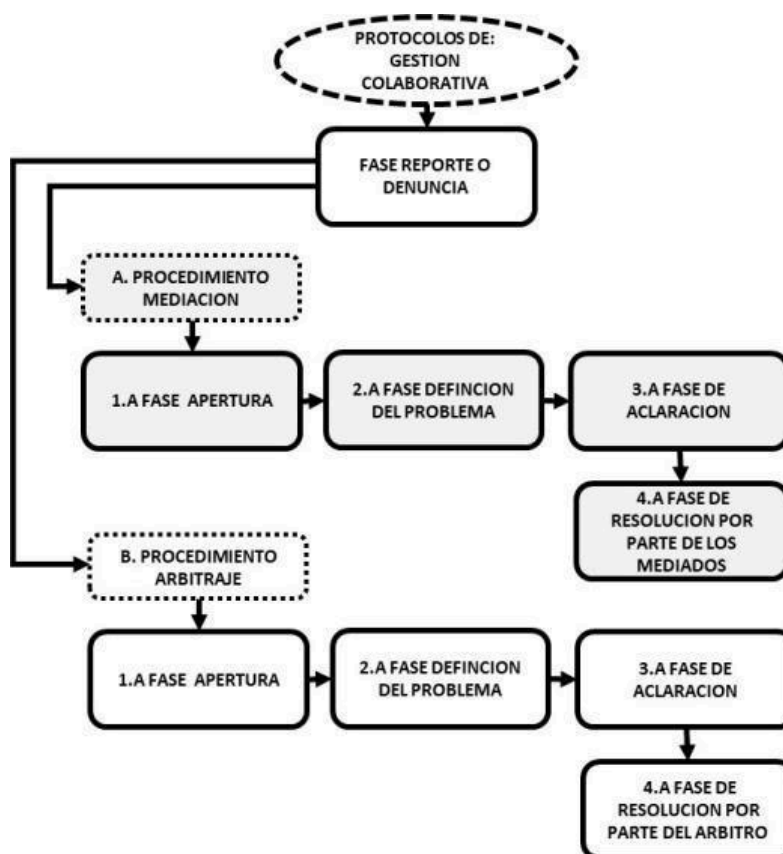 PROTOCOLOS DE:
GESTION
COLABORATIVA
FASE REPORTE O
DENUNCIA
A. PROCEDIMIENTO
MEDIACION
1.A FASE APERTURA
2.A FASE DEFINCION
DEL PROBLEMA
3.A FASE DE
ACLARACION
4.A FASE DE
RESOLUCION POR
PARTE DE LOS
MEDIADOS
B. PROCEDIMIENTO
ARBITRAJE
1.A FASE APERTURA
2.A FASE DEFINCION
DEL PROBLEMA
3.A FASE DE
ACLARACION
4.A FASE DE
RESOLUCION POR
PARTE DEL ARBITRO